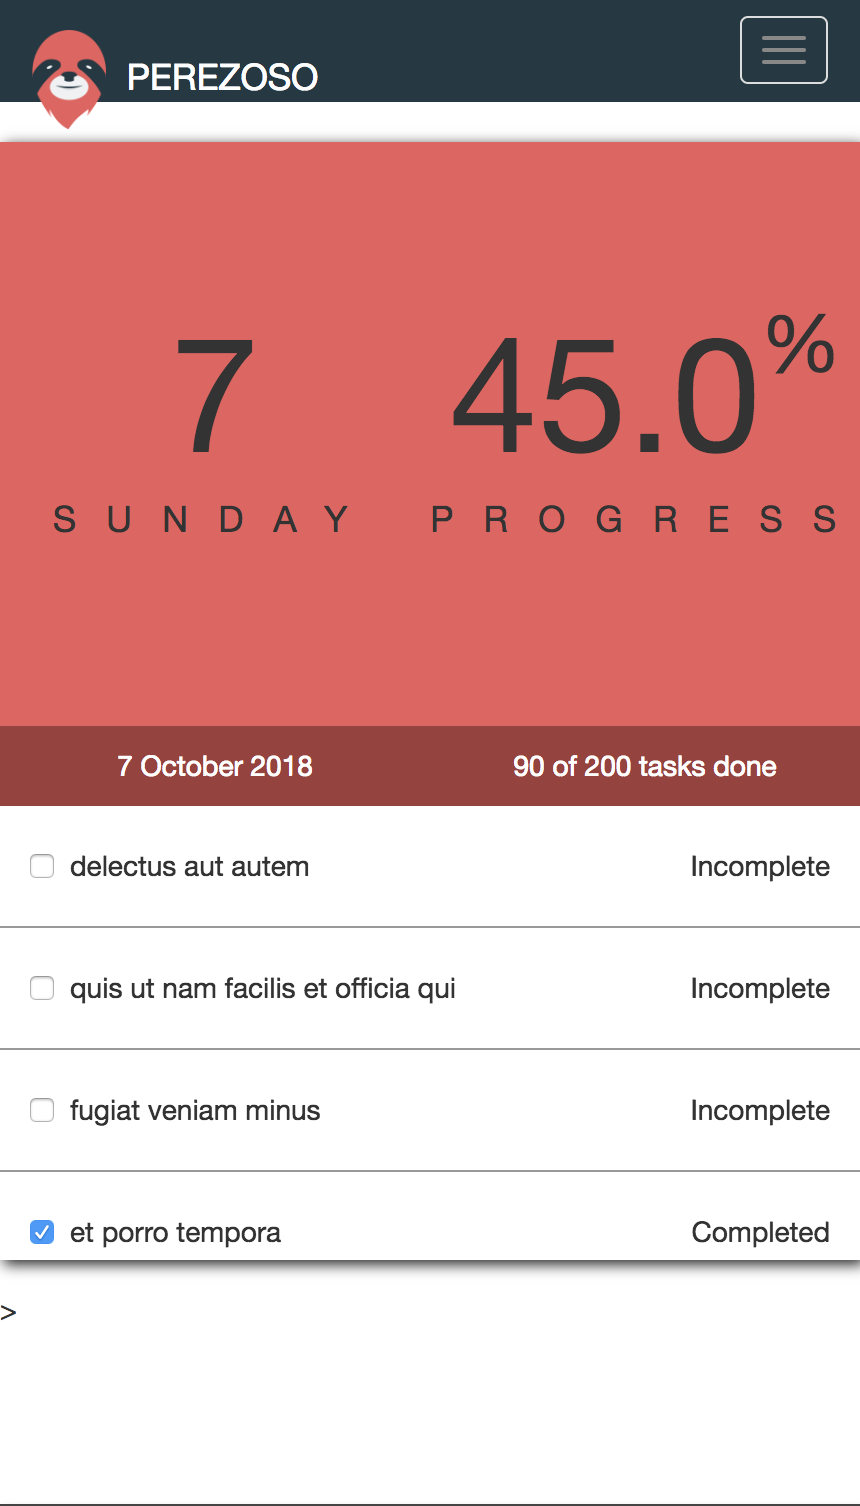 PEREZOSO
7 45.0%
SUNDAY PROGRESS
7 October 2018 90 of 200 tasks done
delectus aut autem Incomplete
quis ut nam facilis et officia qui Incomplete
fugiat veniam minus Incomplete
et porro tempora Completed
>